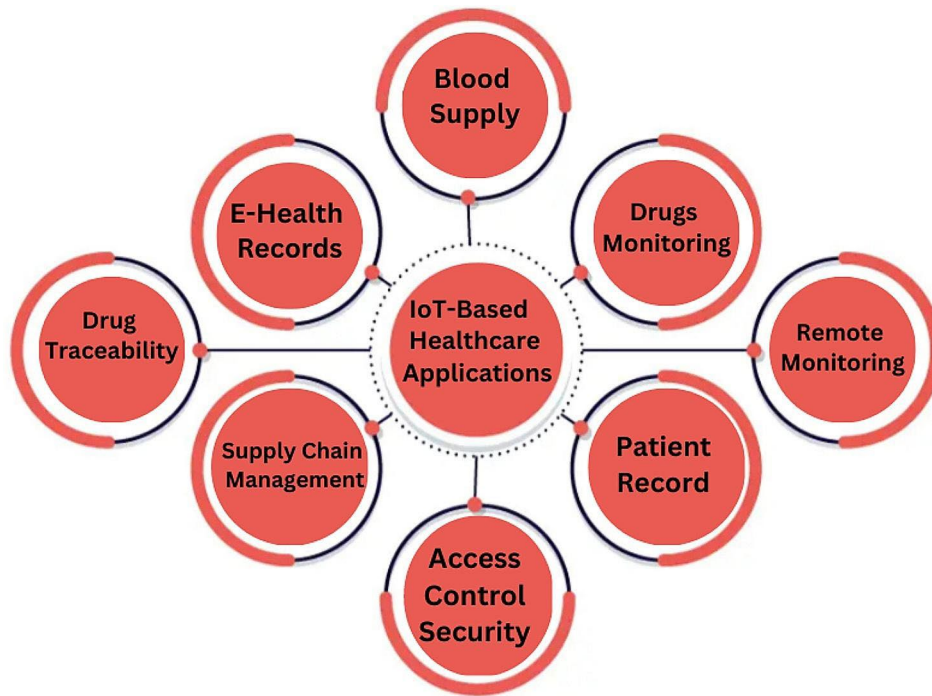 Blood
Supply
E-Health
Records
Drugs
Monitoring
Drug
Traceability
IoT-Based
Healthcare
Applications
Remote
Monitoring
Supply Chain
Management
Patient
Record
Access
Control
Security